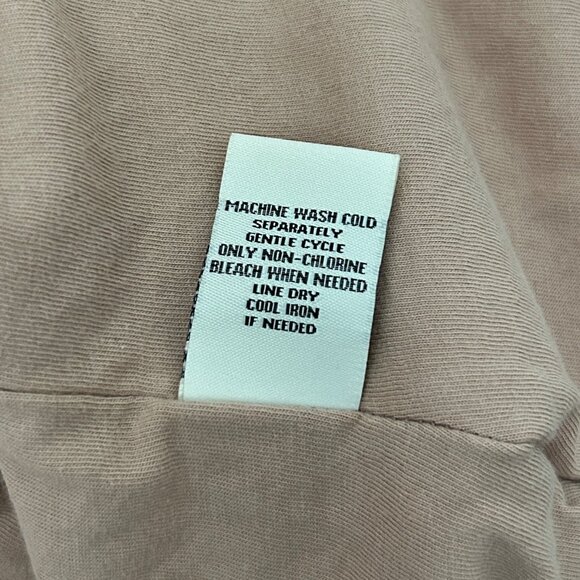 MACHINE WASH COLD
SEPARATELY
GENTLE CYCLE
ONLY NON-CHLORINE
BLEACH WHEN NEEDED
LINE DRY
COOL IRON
IF NEEDED